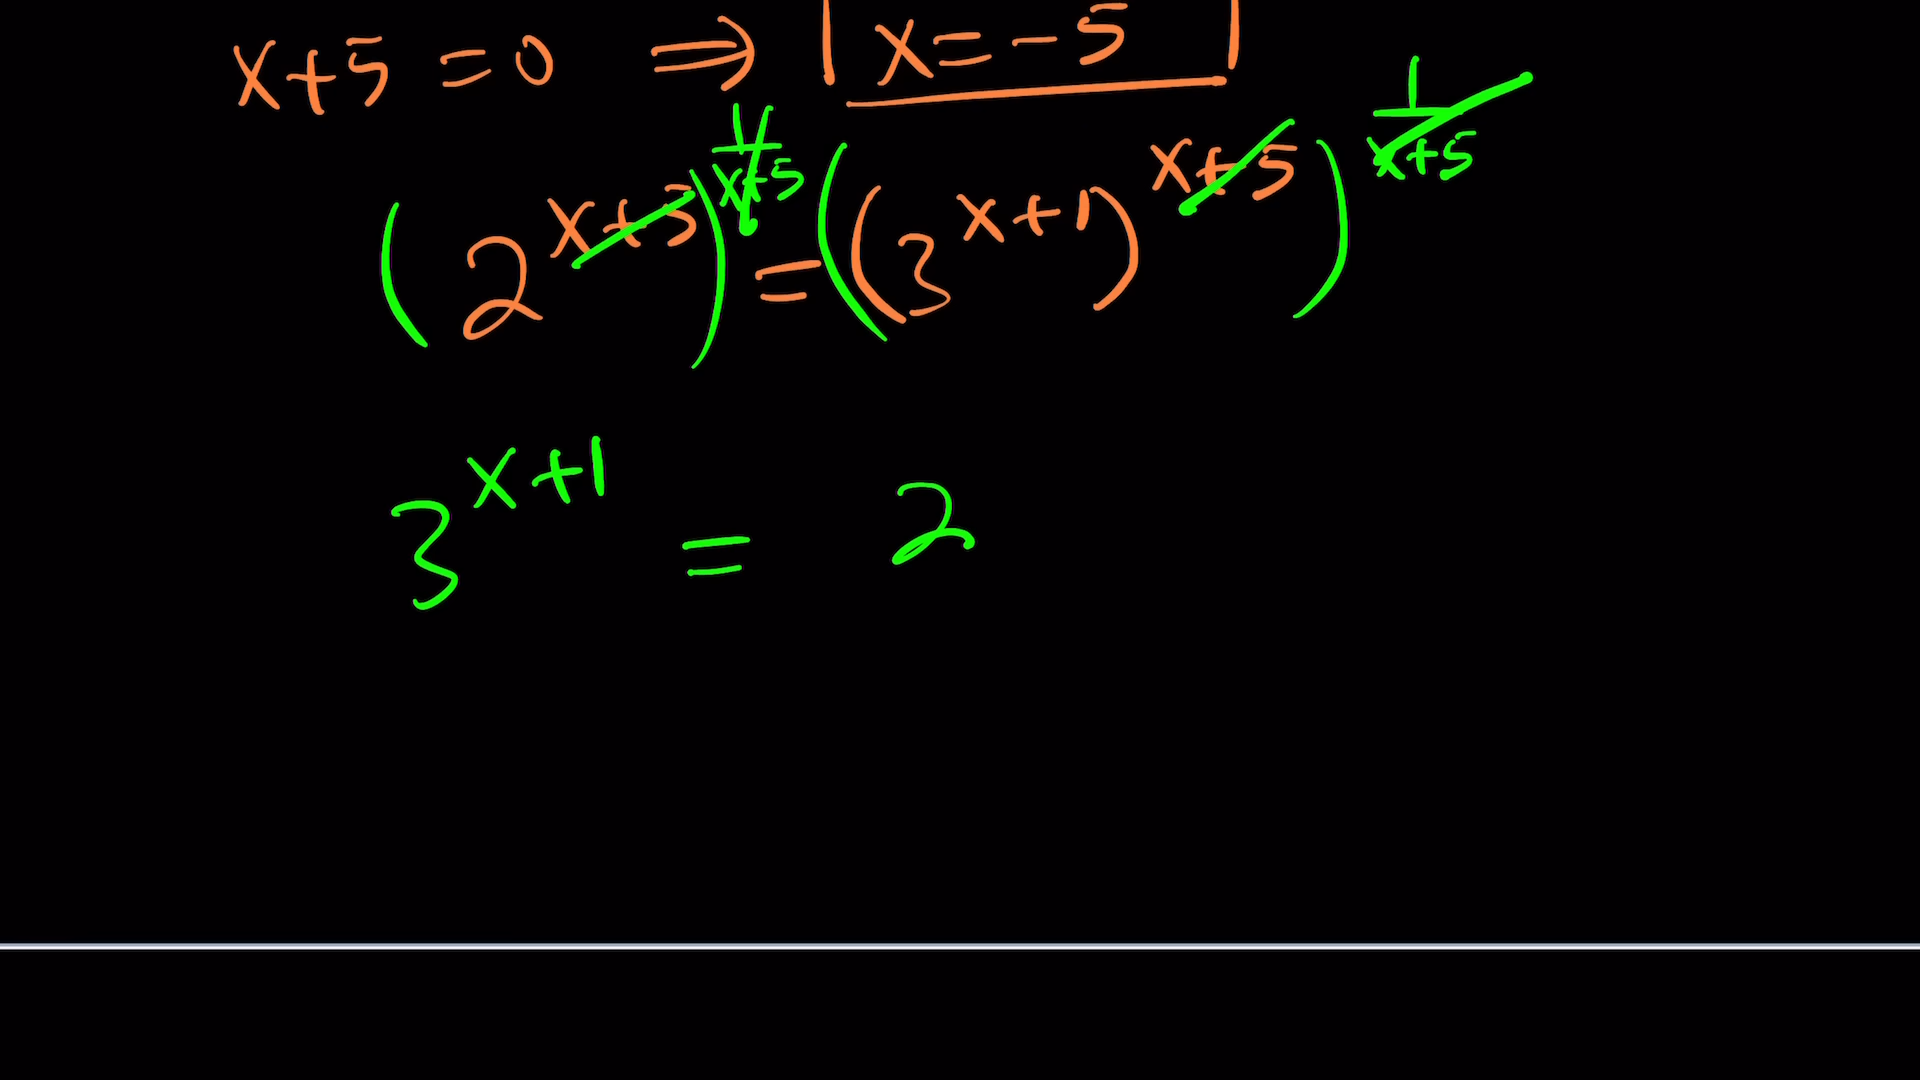 x+5=0 ⇒ x=-5
(2^(x+5))^(1/(x+5)) = ((3^(x+1))^(x+5))^(1/(x+5))
3^(x+1) = 2